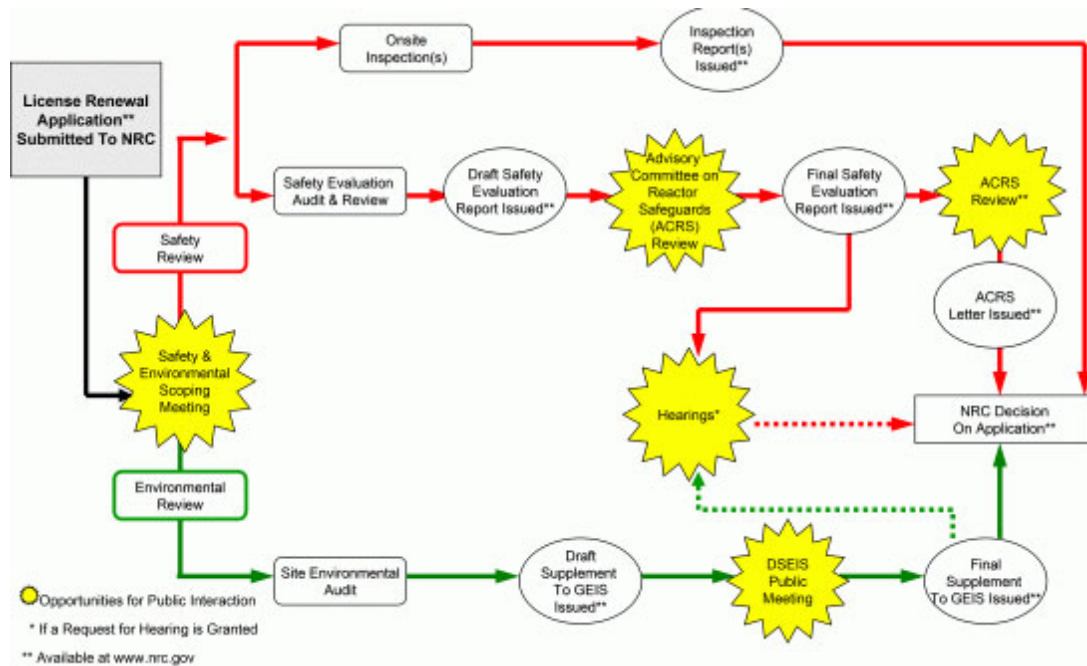 License Renewal
Application**
Submitted To NRC
Onsite
Inspection(s)
Inspection
Report(s)
Issued**
Safety Evaluation
Audit & Review
Draft Safety
Evaluation
Report Issued**
Advisory
Committee on
Reactor
Safeguards
(ACRS)
Review
Final Safety
Evaluation
Report Issued**
ACRS
Review**
ACRS
Letter Issued**
Safety
Review
Safety &
Environmental
Scoping
Meeting
Hearings*
NRC Decision
On Application**
Environmental
Review
Site Environmental
Audit
Draft
Supplement
To GEIS
Issued**
DSEIS
Public
Meeting
Final
Supplement
To GEIS Issued**
Opportunities for Public Interaction
* If a Request for Hearing is Granted
** Available at www.nrc.gov